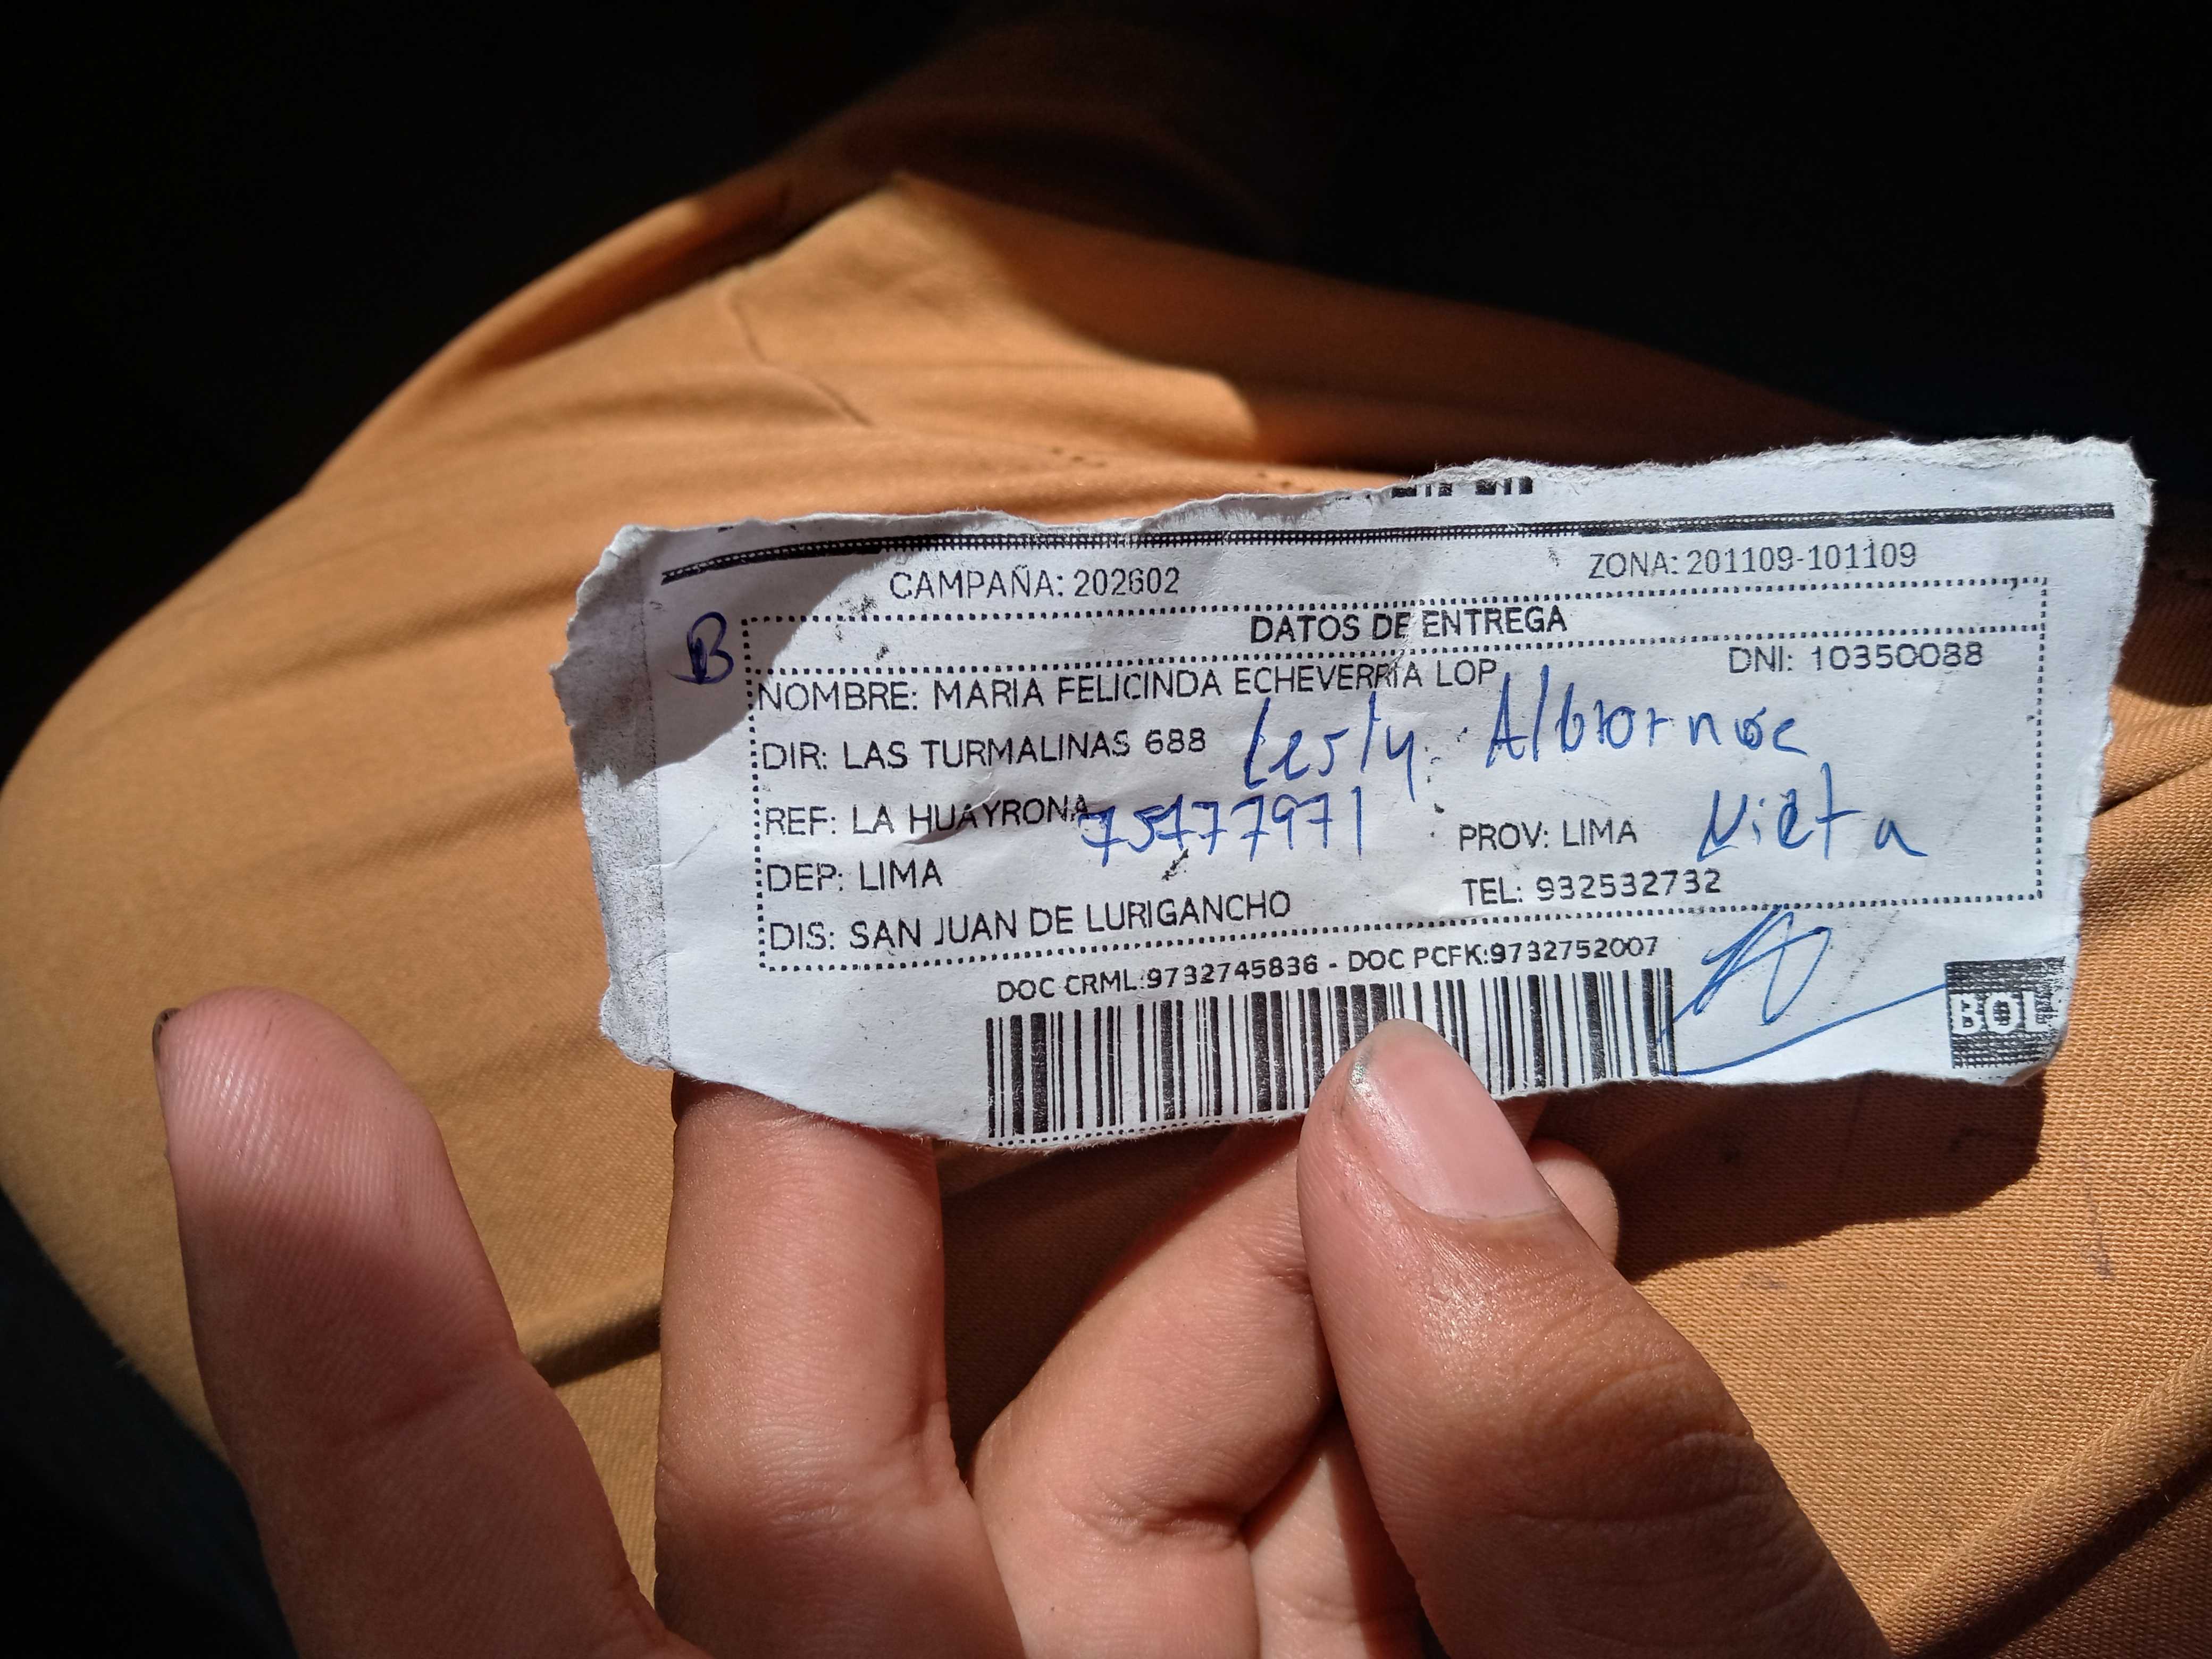 CAMPAÑA: 202602 ZONA: 201109-101109
DATOS DE ENTREGA
B
NOMBRE: MARIA FELICINDA ECHEVERRIA LOP DNI: 10350088
DIR: LAS TURMALINAS 688 Lesly Albornoz
REF: LA HUAYRONA 75177971 PROV: LIMA Nieta
DEP: LIMA TEL: 932532732
DIS: SAN JUAN DE LURIGANCHO
DOC CRML:9732745836 - DOC PCFK:9732752007
BOL